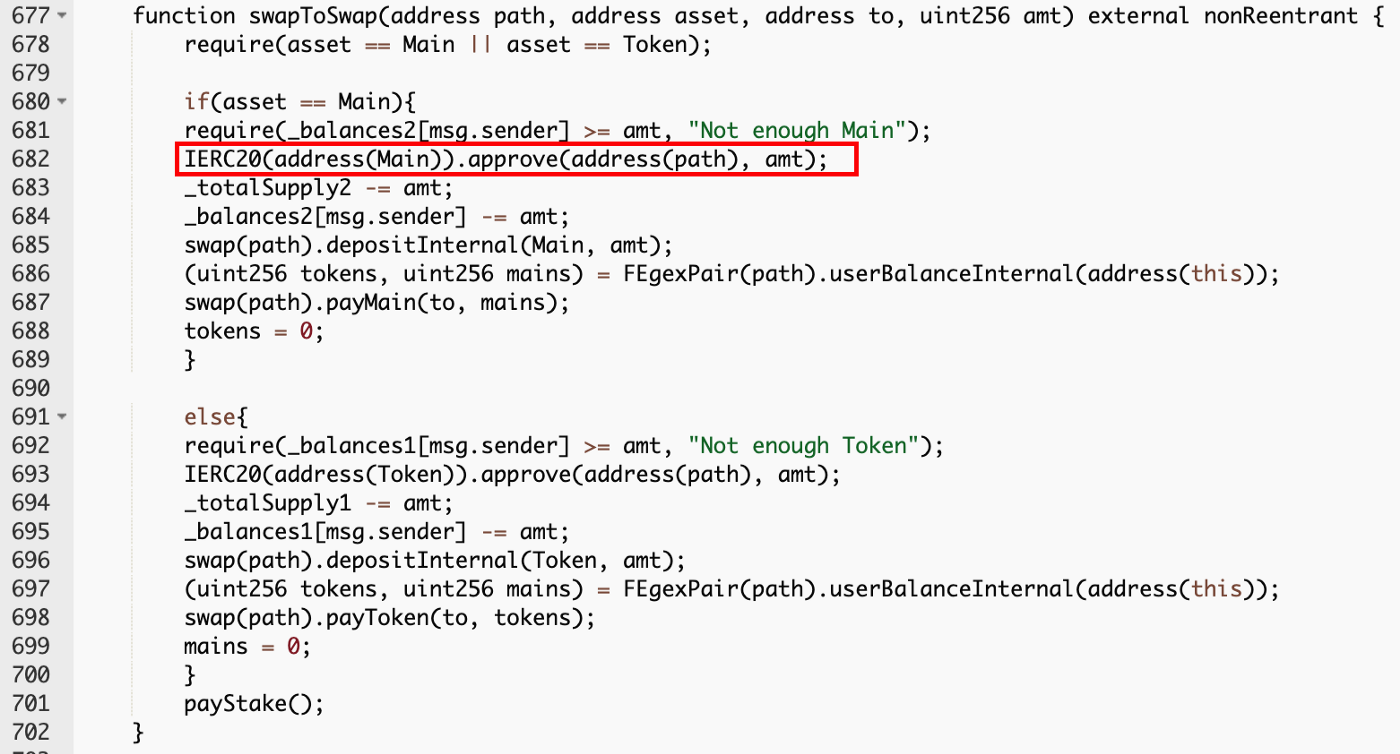 677 function swapToSwap(address path, address asset, address to, uint256 amt) external nonReentrant {
678 require(asset == Main || asset == Token);
679
680 if(asset == Main){
681 require(_balances2[msg.sender] >= amt, "Not enough Main");
682 IERC20(address(Main)).approve(address(path), amt);
683 _totalSupply2 -= amt;
684 _balances2[msg.sender] -= amt;
685 swap(path).depositInternal(Main, amt);
686 (uint256 tokens, uint256 mains) = FEgexPair(path).userBalanceInternal(address(this));
687 swap(path).payMain(to, mains);
688 tokens = 0;
689 }
690
691 else{
692 require(_balances1[msg.sender] >= amt, "Not enough Token");
693 IERC20(address(Token)).approve(address(path), amt);
694 _totalSupply1 -= amt;
695 _balances1[msg.sender] -= amt;
696 swap(path).depositInternal(Token, amt);
697 (uint256 tokens, uint256 mains) = FEgexPair(path).userBalanceInternal(address(this));
698 swap(path).payToken(to, tokens);
699 mains = 0;
700 }
701 payStake();
702 }